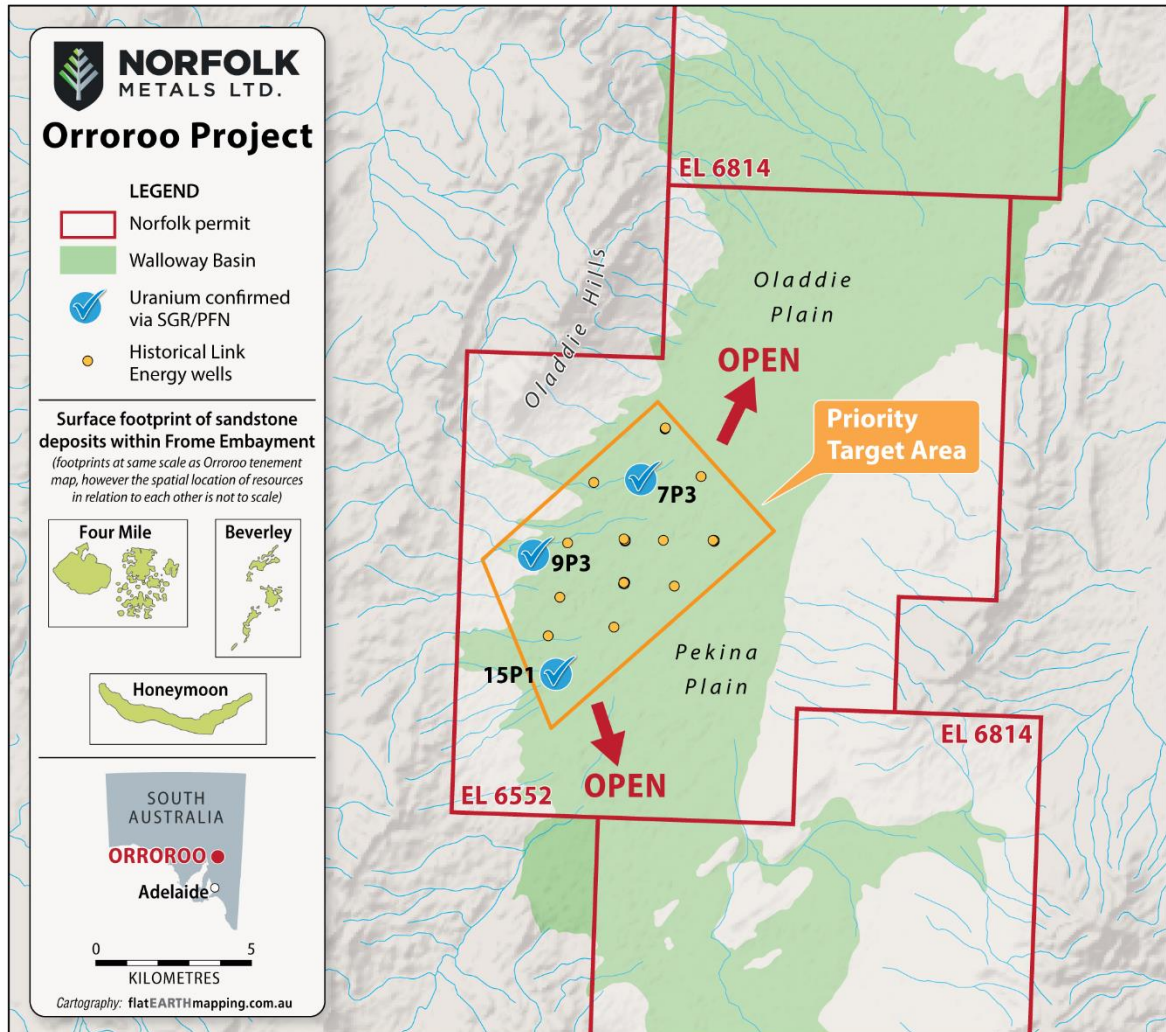 NORFOLK
METALS LTD.
Orroroo Project
LEGEND
Norfolk permit
Walloway Basin
Uranium confirmed
via SGR/PFN
Historical Link
Energy wells
Surface footprint of sandstone
deposits within Frome Embayment
(footprints at same scale as Orroroo tenement
map, however the spatial location of resources
in relation to each other is not to scale)
Four Mile
Beverley
Honeymoon
SOUTH
AUSTRALIA
ORROROO
Adelaide
0 5
KILOMETRES
Cartography: flatEARTHmapping.com.au
EL 6814
Oladdie Hills
Oladdie
Plain
OPEN
Priority
Target Area
7P3
9P3
15P1
Pekina
Plain
OPEN
EL 6552
EL 6814